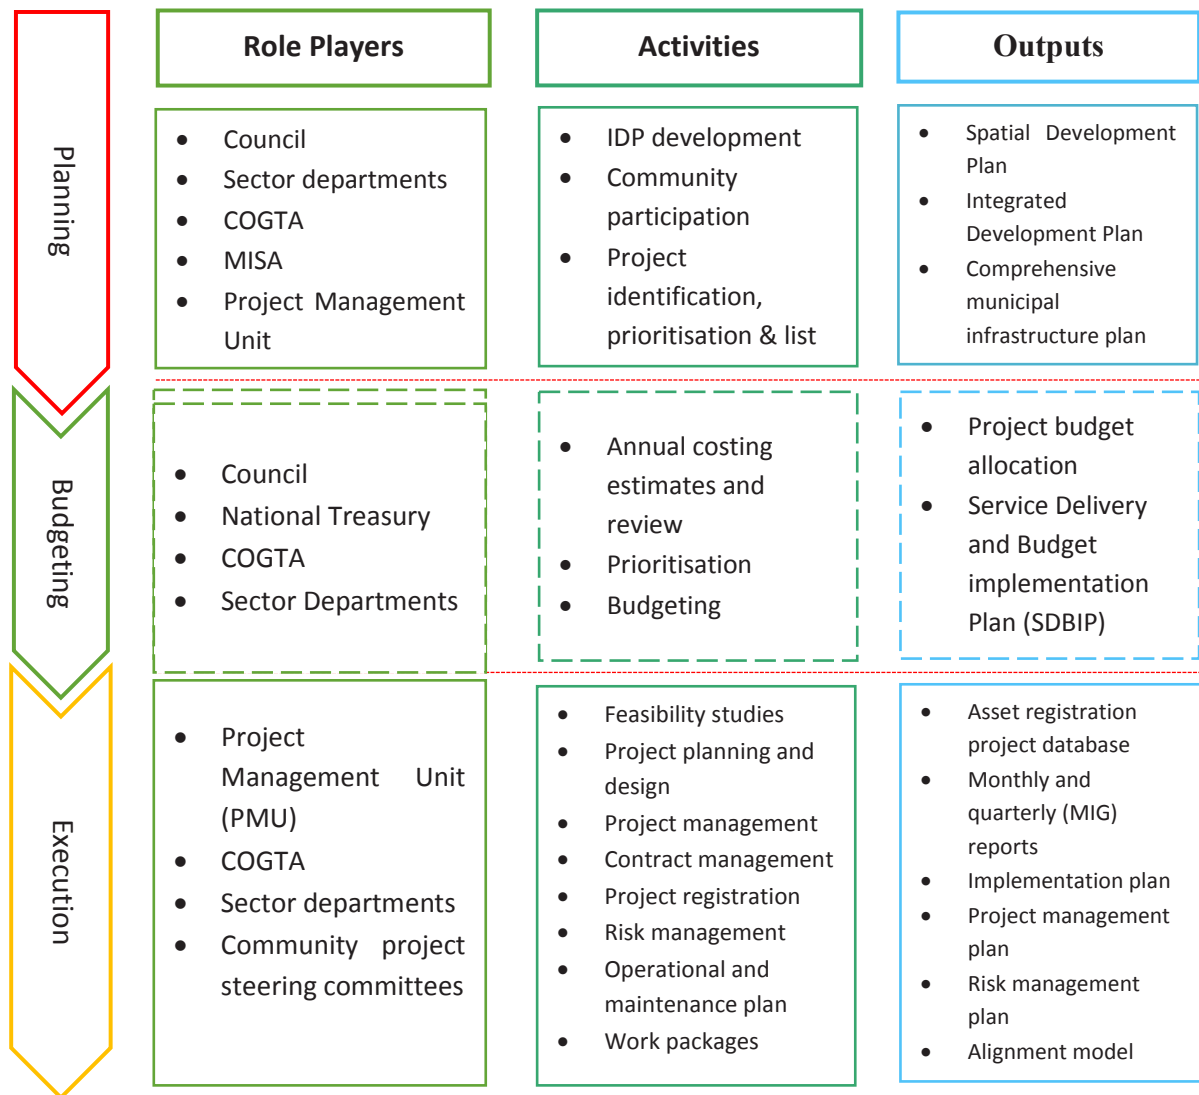 Role Players
Activities
Outputs
Planning
Council
Sector departments
COGTA
MISA
Project Management
Unit
IDP development
Community
participation
Project
identification,
prioritisation & list
Spatial Development
Plan
Integrated
Development Plan
Comprehensive
municipal
infrastructure plan
Budgeting
Council
National Treasury
COGTA
Sector Departments
Annual costing
estimates and
review
Prioritisation
Budgeting
Project budget
allocation
Service Delivery
and Budget
implementation
Plan (SDBIP)
Execution
Project
Management Unit
(PMU)
COGTA
Sector departments
Community project
steering committees
Feasibility studies
Project planning and
design
Project management
Contract management
Project registration
Risk management
Operational and
maintenance plan
Work packages
Asset registration
project database
Monthly and
quarterly (MIG)
reports
Implementation plan
Project management
plan
Risk management
plan
Alignment model